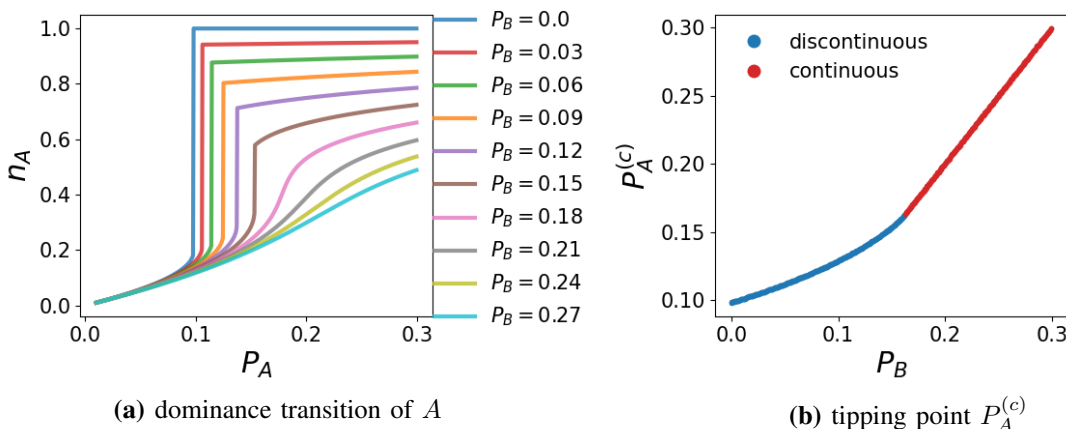 1.0
0.8
0.6
0.4
0.2
0.0
n_A
0.0 0.1 0.2 0.3
P_A
P_B = 0.0
P_B = 0.03
P_B = 0.06
P_B = 0.09
P_B = 0.12
P_B = 0.15
P_B = 0.18
P_B = 0.21
P_B = 0.24
P_B = 0.27
(a) dominance transition of A
0.30
0.25
0.20
0.15
0.10
P_A^{(c)}
discontinuous
continuous
0.0 0.1 0.2 0.3
P_B
(b) tipping point P_A^{(c)}